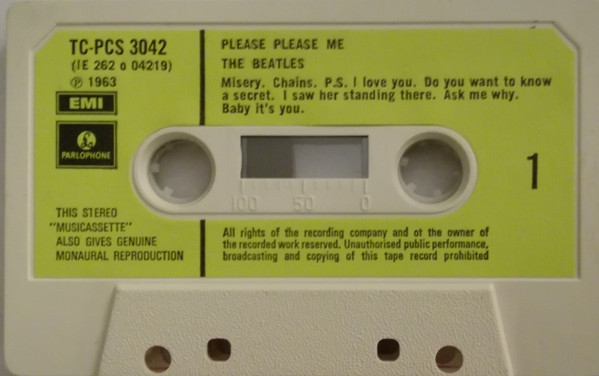 TC-PCS 3042
(IE 262 o 04219)
Ⓟ 1963
EMI
PARLOPHONE
THIS STEREO
"MUSICASSETTE"
ALSO GIVES GENUINE
MONAURAL REPRODUCTION
PLEASE PLEASE ME
THE BEATLES
Misery. Chains. P.S. I love you. Do you want to know
a secret. I saw her standing there. Ask me why.
Baby it's you.
100 50 0
1
All rights of the recording company and ot the owner of
the recorded work reserved. Unauthorised public performance,
broadcasting and copying of this tape record prohibited